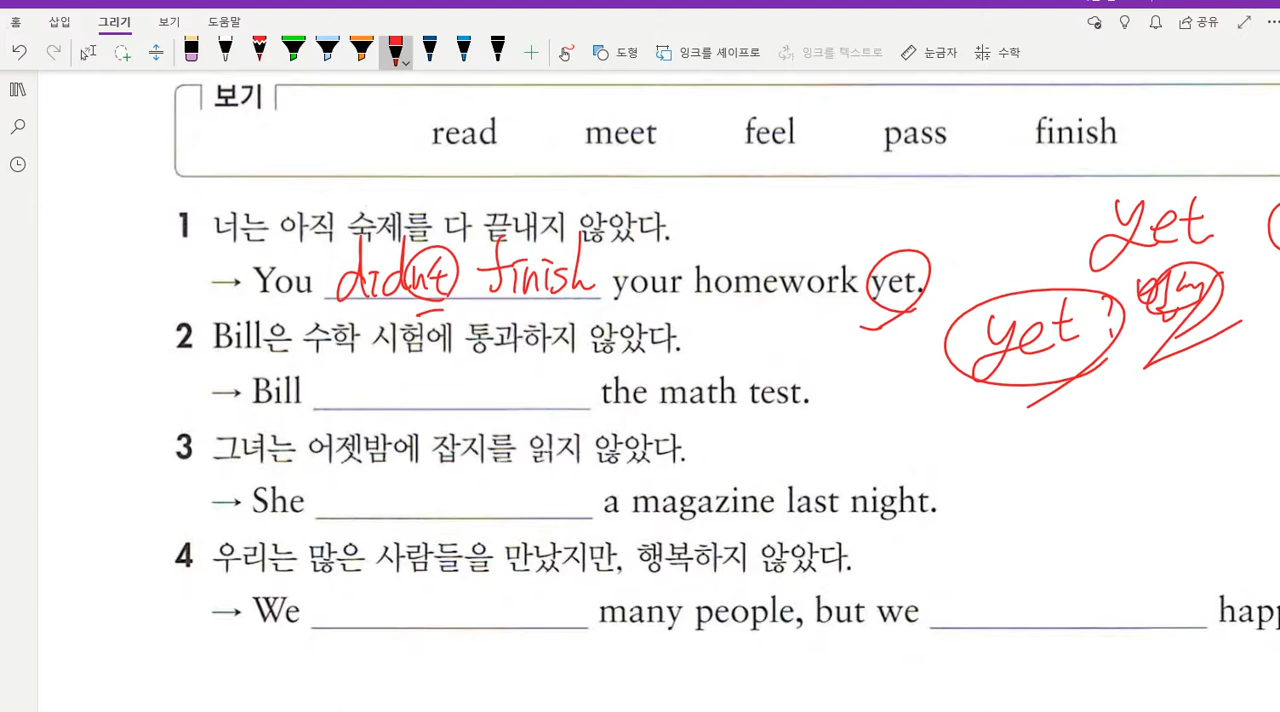 홈 삽입 그리기 보기 도움말 공유
도형 잉크를 셰이프로 잉크를 텍스트로 눈금자 수학
보기
read meet feel pass finish
1 너는 아직 숙제를 다 끝내지 않았다.
→ You didn't finish your homework yet.
yet
yet?
2 Bill은 수학 시험에 통과하지 않았다.
→ Bill ____ the math test.
3 그녀는 어젯밤에 잡지를 읽지 않았다.
→ She ____ a magazine last night.
4 우리는 많은 사람들을 만났지만, 행복하지 않았다.
→ We ____ many people, but we ____ happ